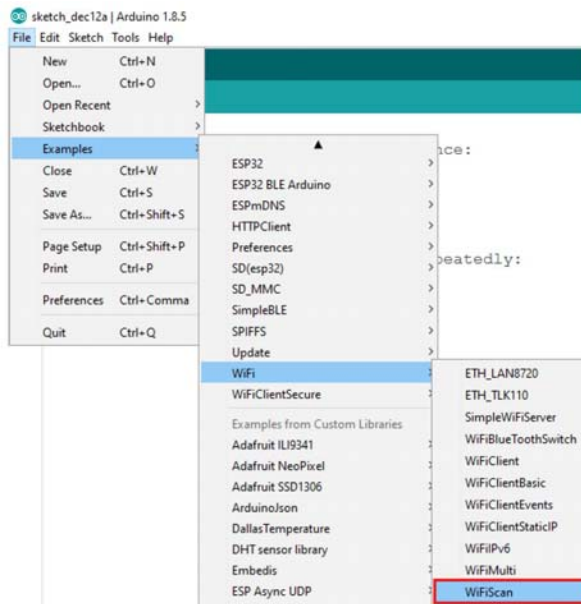 sketch_dec12a | Arduino 1.8.5
File Edit Sketch Tools Help
New Ctrl+N
Open... Ctrl+O
Open Recent
Sketchbook
Examples
Close Ctrl+W
Save Ctrl+S
Save As... Ctrl+Shift+S
Page Setup Ctrl+Shift+P
Print Ctrl+P
Preferences Ctrl+Comma
Quit Ctrl+Q
nce:
peatedly:
ESP32
ESP32 BLE Arduino
ESPmDNS
HTTPClient
Preferences
SD(esp32)
SD_MMC
SimpleBLE
SPIFFS
Update
WiFi
WiFiClientSecure
Examples from Custom Libraries
Adafruit ILI9341
Adafruit NeoPixel
Adafruit SSD1306
ArduinoJson
DallasTemperature
DHT sensor library
Embedis
ESP Async UDP
ETH_LAN8720
ETH_TLK110
SimpleWiFiServer
WiFiBlueToothSwitch
WiFiClient
WiFiClientBasic
WiFiClientEvents
WiFiClientStaticIP
WiFiIPv6
WiFiMulti
WiFiScan